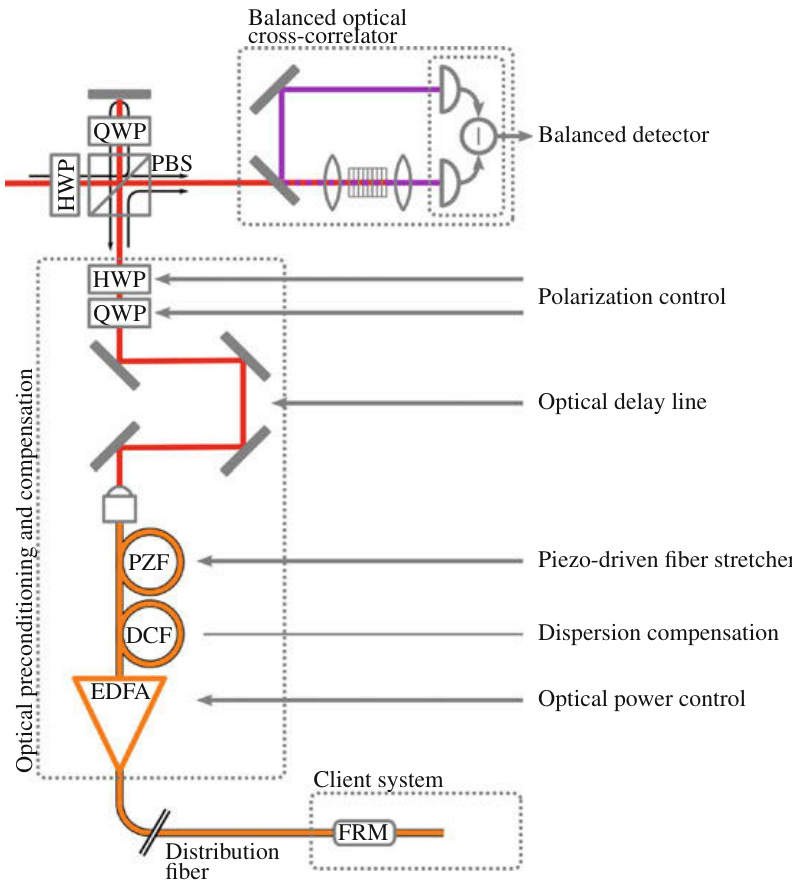 Balanced optical
cross-correlator
QWP
PBS
HWP
Balanced detector
HWP
QWP
Polarization control
Optical delay line
Optical preconditioning and compensation
PZF
Piezo-driven fiber stretcher
DCF
Dispersion compensation
EDFA
Optical power control
Client system
FRM
Distribution
fiber